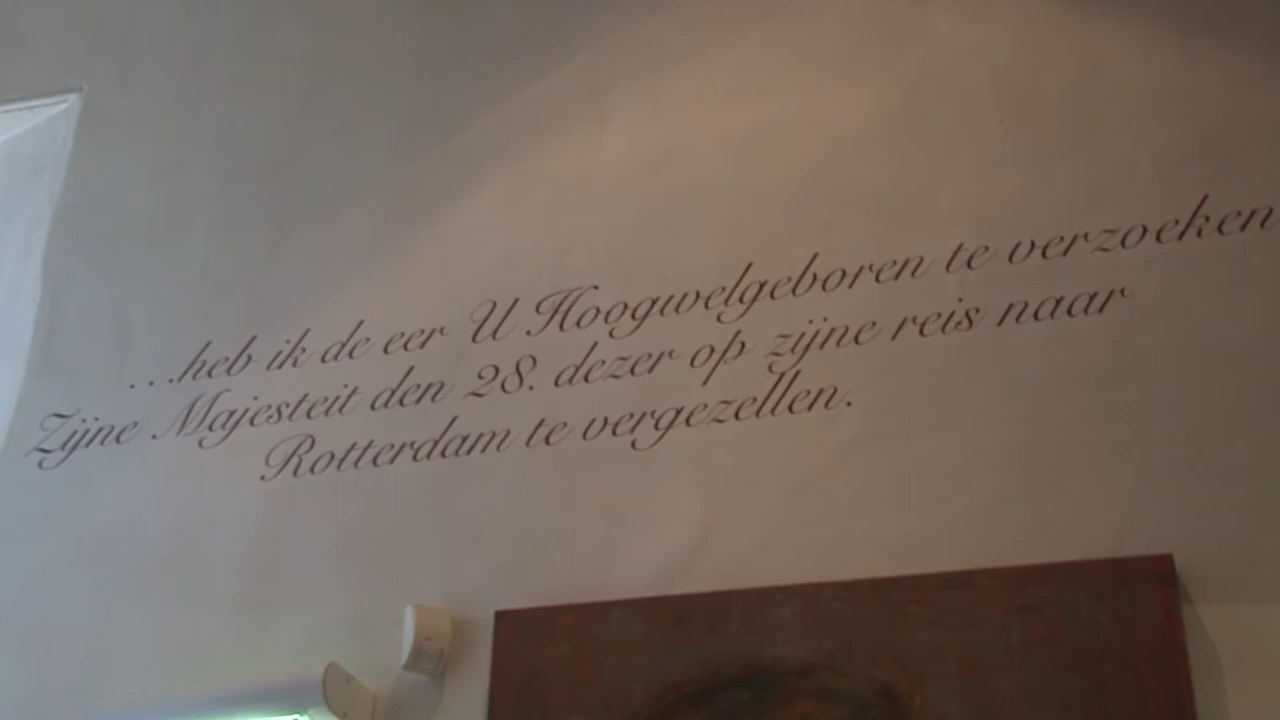 ...heb ik de eer U Hoogwelgeboren te verzoeken
Zijne Majesteit den 28. dezer op zijne reis naar
Rotterdam te vergezellen.